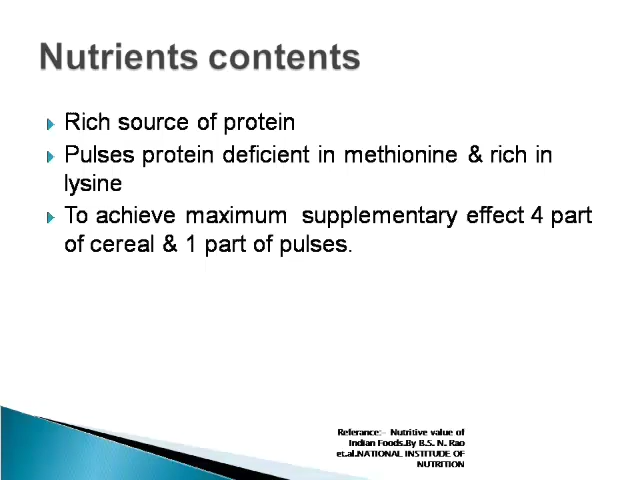 Nutrients contents
Rich source of protein
Pulses protein deficient in methionine & rich in
lysine
To achieve maximum supplementary effect 4 part
of cereal & 1 part of pulses.
Referance:- Nutritive value of
Indian Foods.By B.S. N. Rao
et.al.NATIONAL INSTITUDE OF
NUTRITION